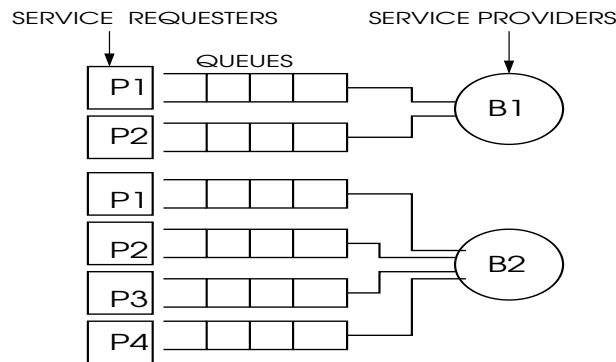 SERVICE REQUESTERS
SERVICE PROVIDERS
QUEUES
P1
P2
B1
P1
P2
P3
P4
B2